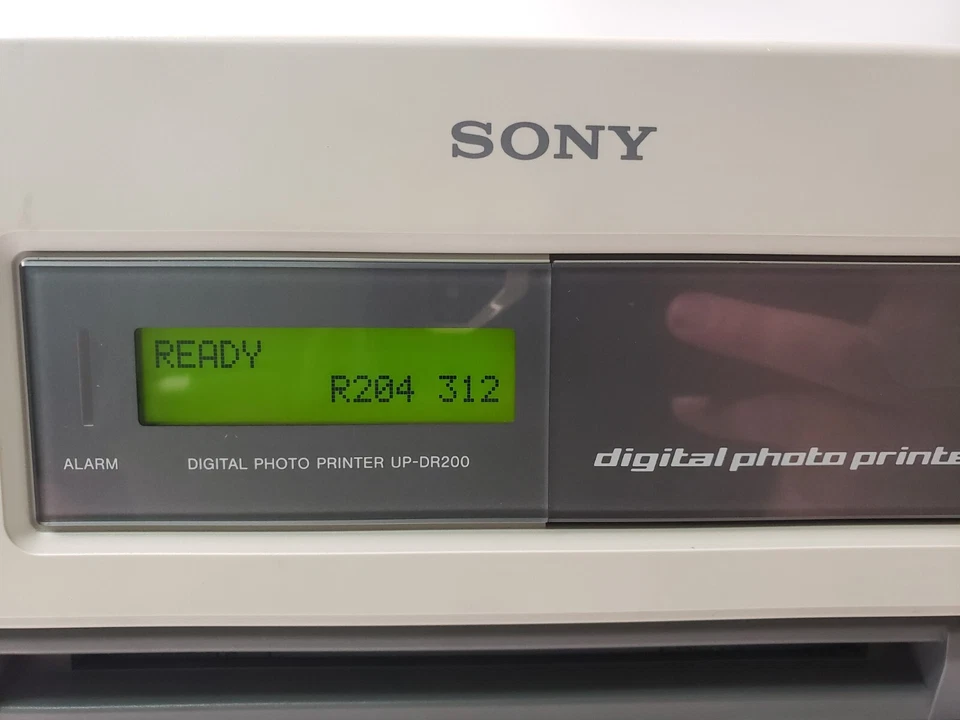 SONY
READY
R204 312
ALARM
DIGITAL PHOTO PRINTER UP-DR200
digital photo printe